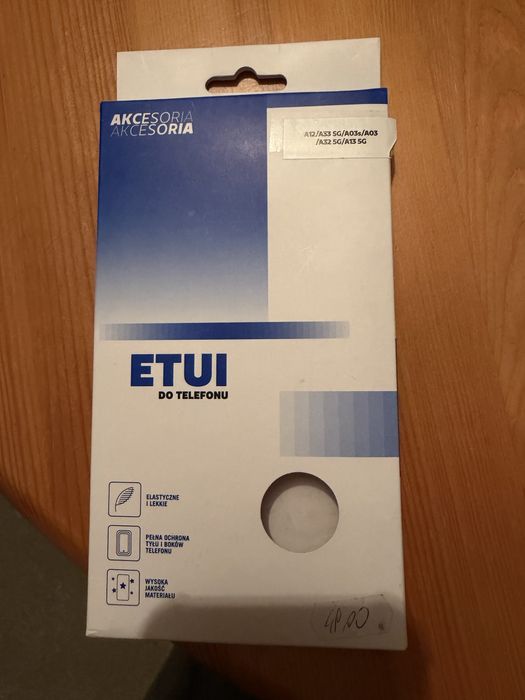 AKCESORIA
AKCESORIA
A12/A33 5G/A03s/A03
/A32 5G/A13 5G
ETUI
DO TELEFONU
ELASTYCZNE
I LEKKIE
PEŁNA OCHRONA
TYŁU I BOKÓW
TELEFONU
WYSOKA
JAKOŚĆ
MATERIAŁU